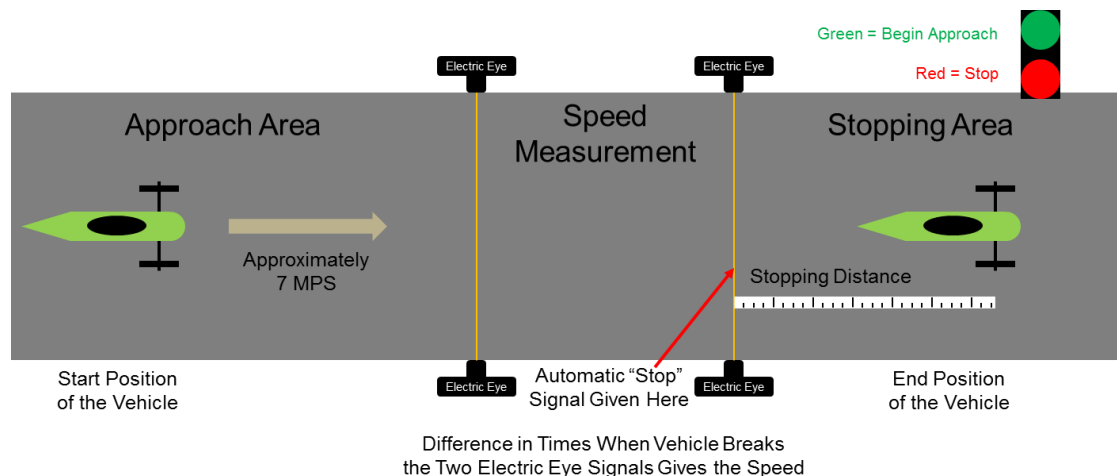 Green = Begin Approach
Red = Stop
Electric Eye
Electric Eye
Approach Area
Speed
Measurement
Stopping Area
Approximately
7 MPS
Stopping Distance
Start Position
of the Vehicle
Electric Eye
Automatic “Stop”
Signal Given Here
Electric Eye
End Position
of the Vehicle
Difference in Times When Vehicle Breaks
the Two Electric Eye Signals Gives the Speed